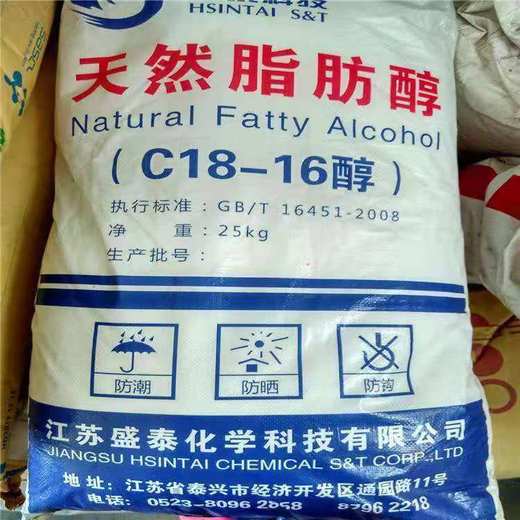 HSINTAI S&T
天然脂肪醇
Natural Fatty Alcohol
(C18-16醇)
执行标准：GB/T 16451-2008
净 重：25kg
生产批号：
防潮 防晒 防钩
江苏盛泰化学科技有限公司
JIANGSU HSINTAI CHEMICAL S&T CORP.,LTD
地址：江苏省泰兴市经济开发区通园路11号
电话：0523-8096 8796 2218